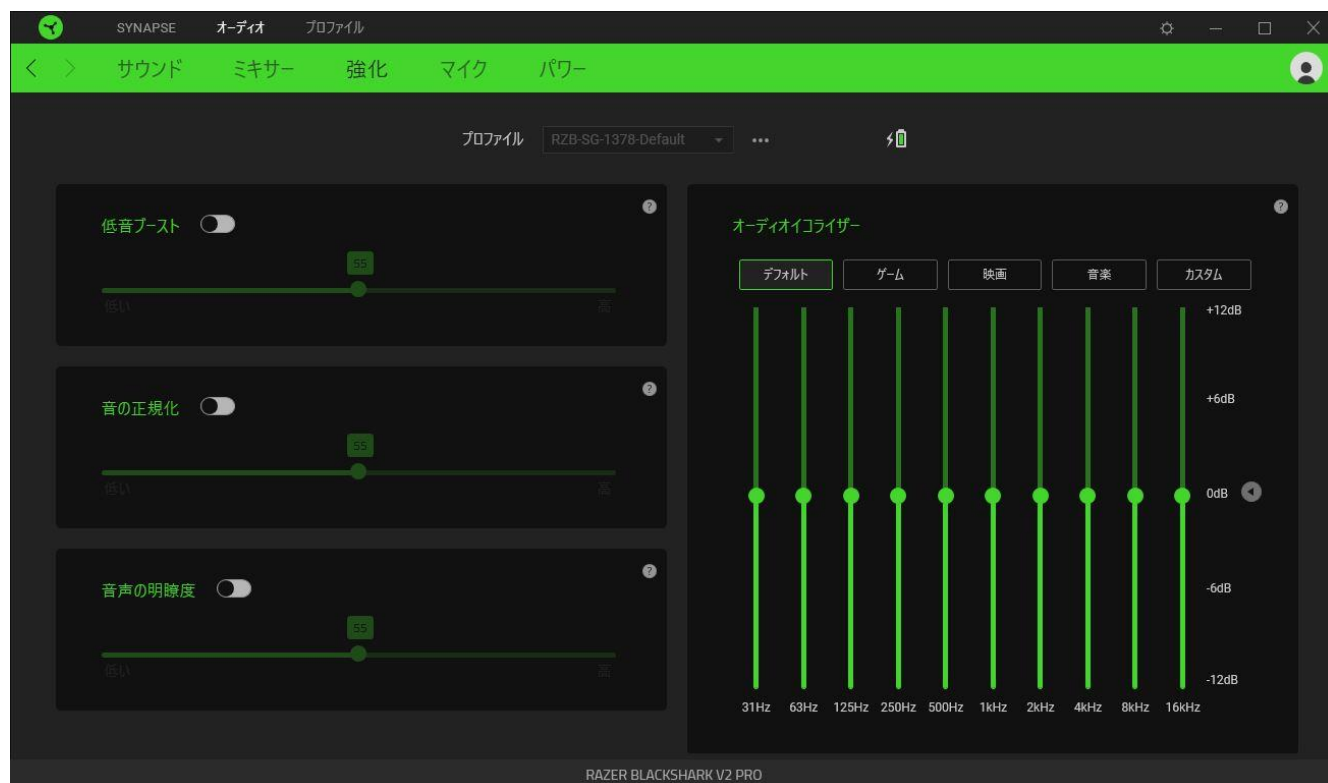 SYNAPSE オーディオ プロファイル
サウンド ミキサー 強化 マイク パワー
プロファイル RZB-SG-1378-Default
低音ブースト
55
低い 高
音の正規化
55
低い 高
音声の明瞭度
55
低い 高
オーディオイコライザー
デフォルト ゲーム 映画 音楽 カスタム
+12dB
+6dB
0dB
-6dB
-12dB
31Hz 63Hz 125Hz 250Hz 500Hz 1kHz 2kHz 4kHz 8kHz 16kHz
RAZER BLACKSHARK V2 PRO